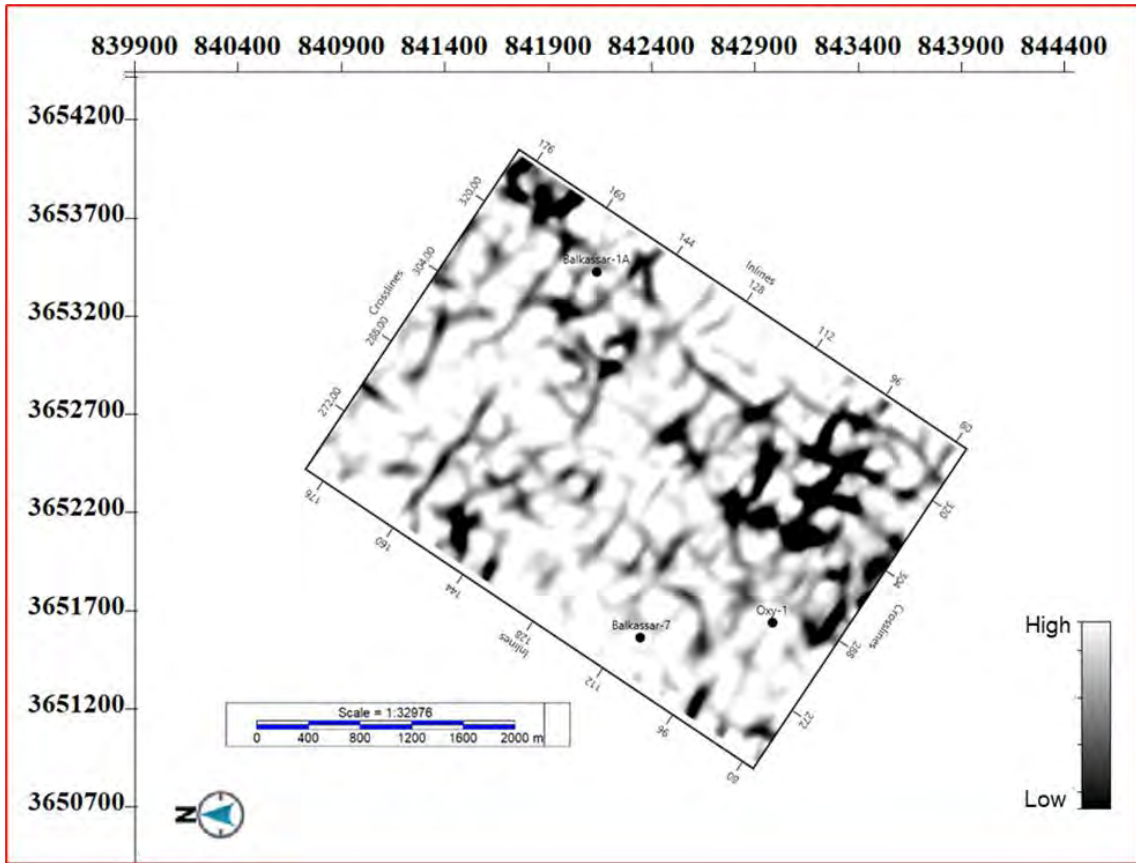 839900 840400 840900 841400 841900 842400 842900 843400 843900 844400
3654200
3653700
3653200
3652700
3652200
3651700
3651200
3650700
176
160
144
Inlines
128
112
96
80
320.00
304.00
Crosslines
288.00
272.00
Balkassar-1A
320
304
Crosslines
288
272
176
160
144
Inlines
128
112
96
80
Balkassar-7
Oxy-1
High
Low
Scale = 1:32976
0 400 800 1200 1600 2000 m
N